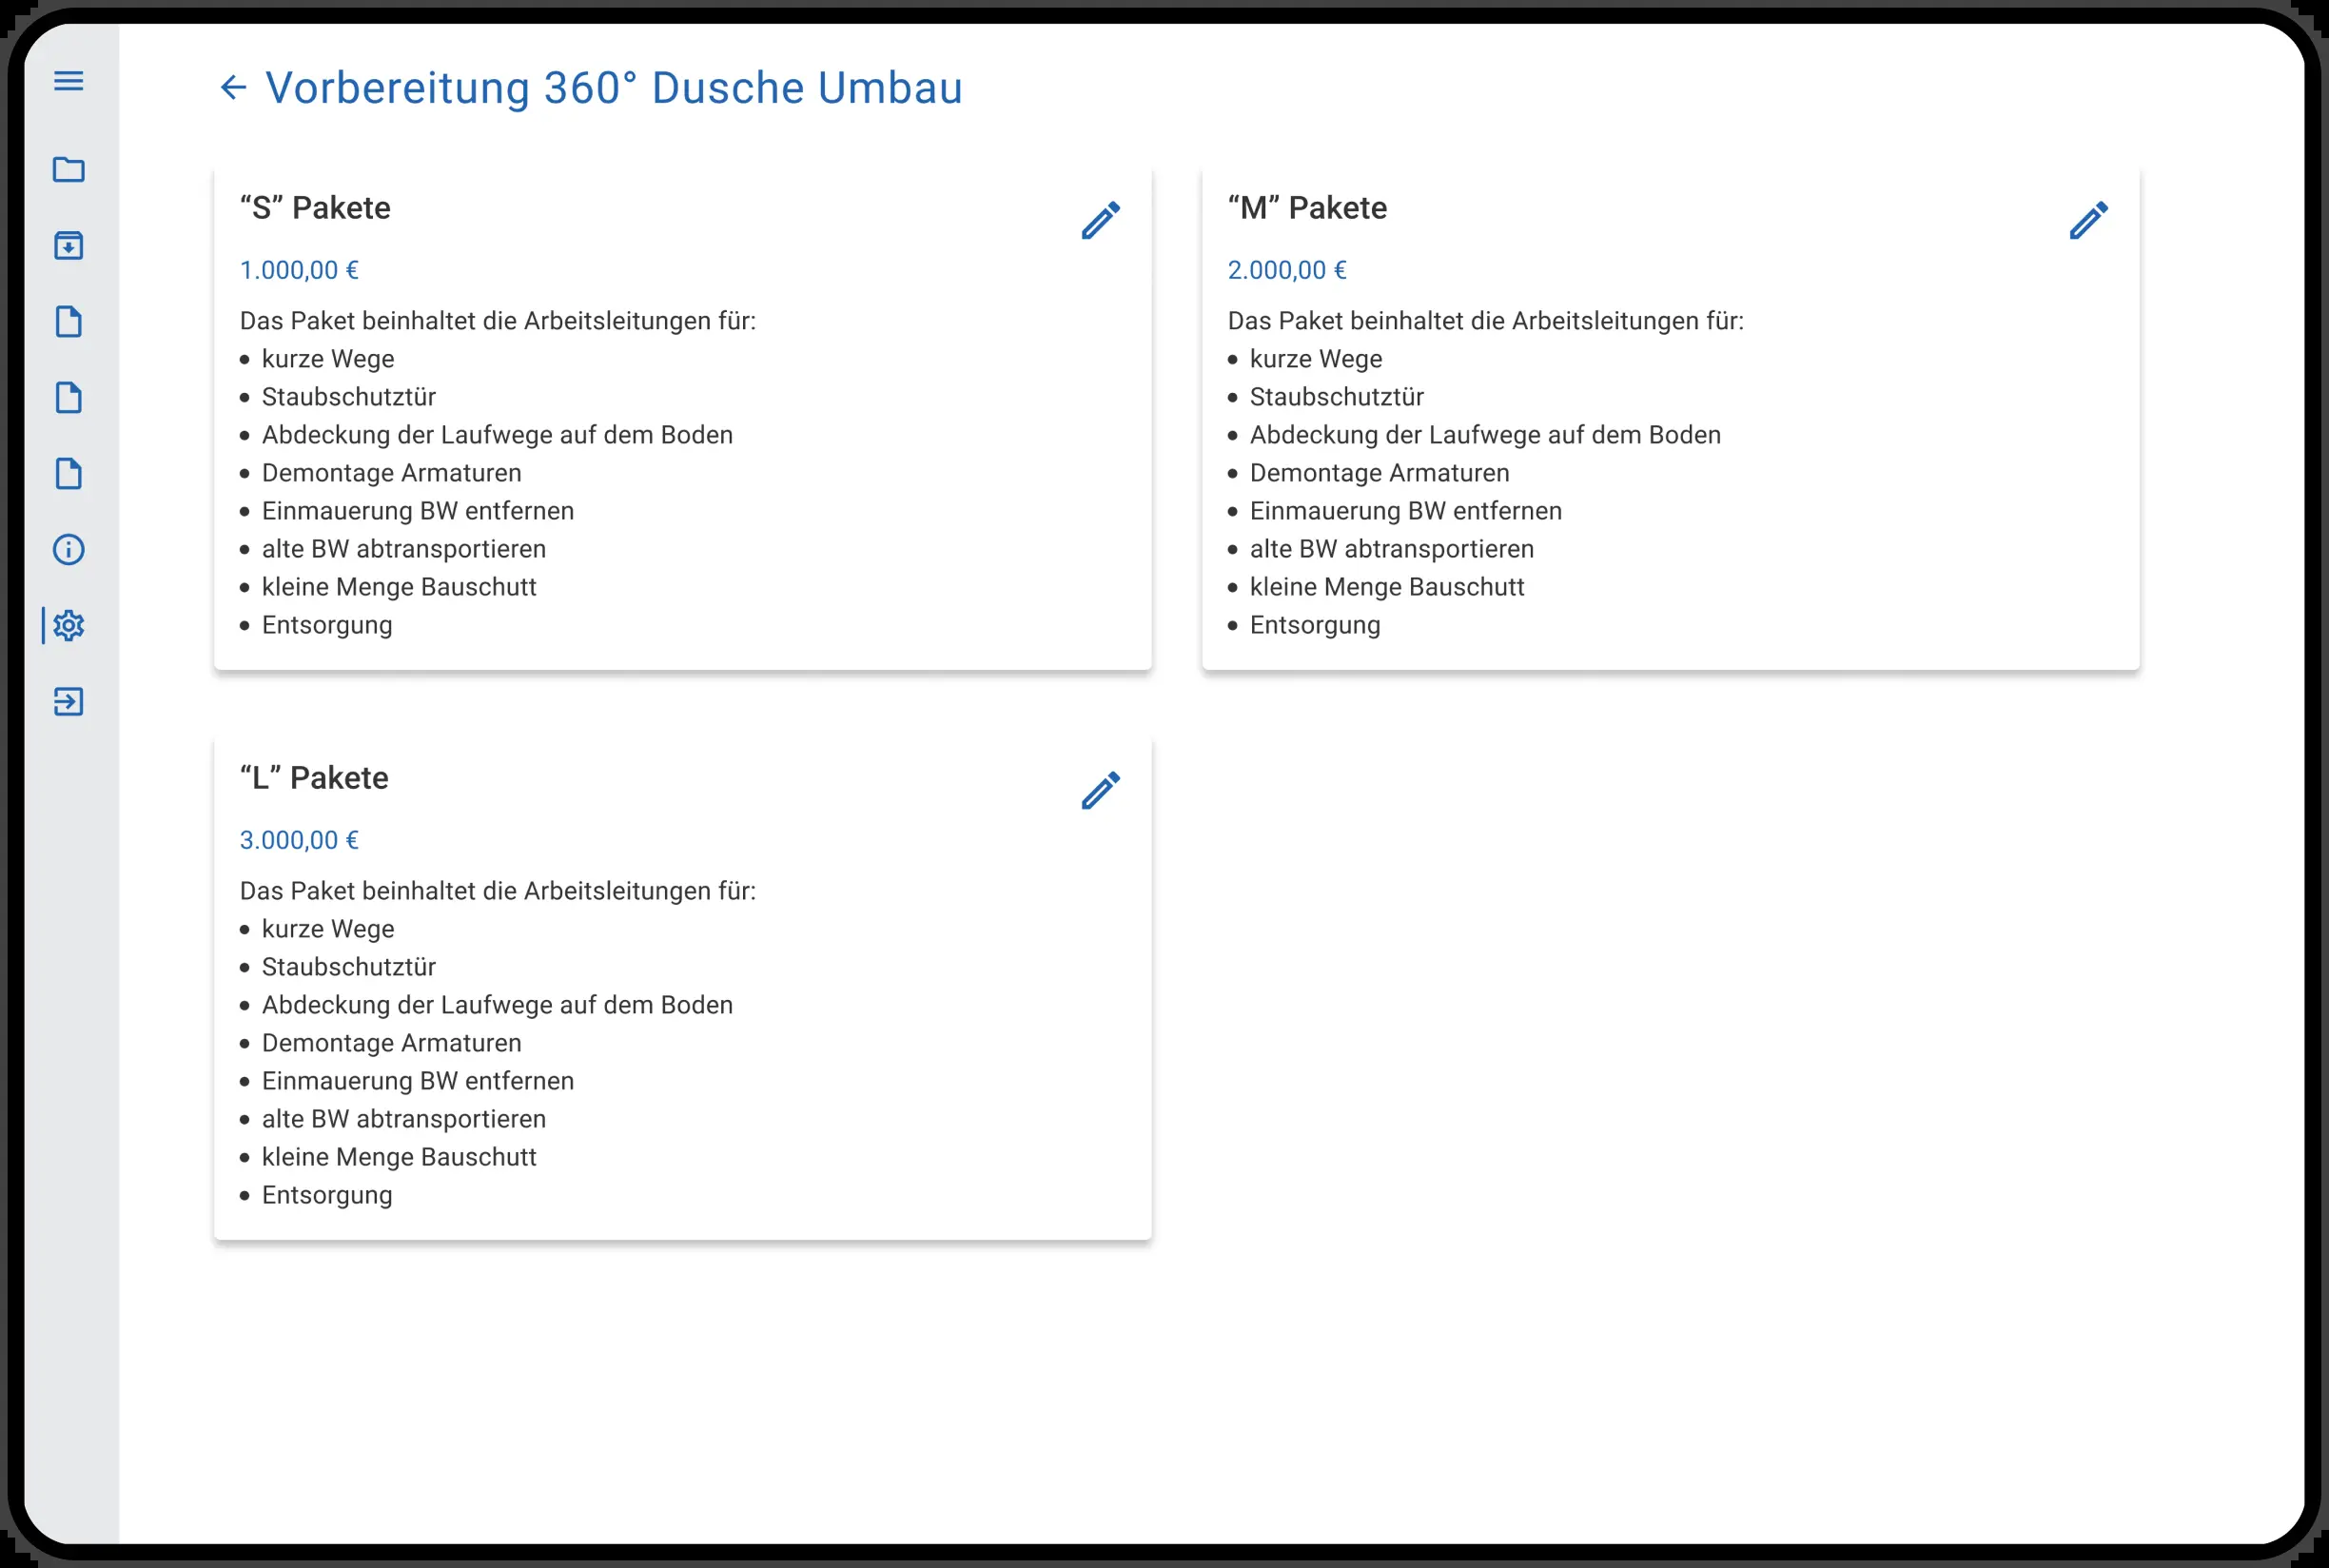 Vorbereitung 360° Dusche Umbau
“S” Pakete
1.000,00 €
Das Paket beinhaltet die Arbeitsleitungen für:
• kurze Wege
• Staubschutztür
• Abdeckung der Laufwege auf dem Boden
• Demontage Armaturen
• Einmauerung BW entfernen
• alte BW abtransportieren
• kleine Menge Bauschutt
• Entsorgung
“M” Pakete
2.000,00 €
Das Paket beinhaltet die Arbeitsleitungen für:
• kurze Wege
• Staubschutztür
• Abdeckung der Laufwege auf dem Boden
• Demontage Armaturen
• Einmauerung BW entfernen
• alte BW abtransportieren
• kleine Menge Bauschutt
• Entsorgung
“L” Pakete
3.000,00 €
Das Paket beinhaltet die Arbeitsleitungen für:
• kurze Wege
• Staubschutztür
• Abdeckung der Laufwege auf dem Boden
• Demontage Armaturen
• Einmauerung BW entfernen
• alte BW abtransportieren
• kleine Menge Bauschutt
• Entsorgung